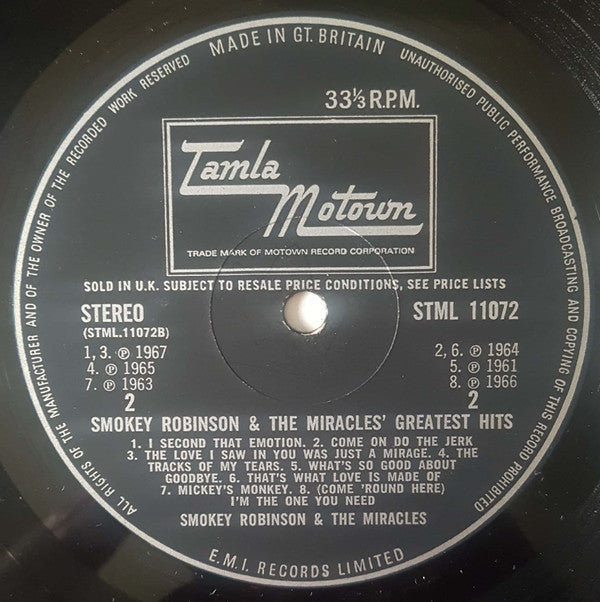 MADE IN GT. BRITAIN
ALL RIGHTS OF THE MANUFACTURER AND OF THE OWNER OF THE RECORDED WORK RESERVED
UNAUTHORISED PUBLIC PERFORMANCE BROADCASTING AND COPYING OF THIS RECORD PROHIBITED
33⅓ R.P.M.
Tamla
Motown
TRADE MARK OF MOTOWN RECORD CORPORATION
SOLD IN U.K. SUBJECT TO RESALE PRICE CONDITIONS, SEE PRICE LISTS
STEREO
(STML.11072B)
STML 11072
1, 3. ℗ 1967
4. ℗ 1965
7. ℗ 1963
2
2, 6. ℗ 1964
5. ℗ 1961
8. ℗ 1966
2
SMOKEY ROBINSON & THE MIRACLES' GREATEST HITS
1. I SECOND THAT EMOTION. 2. COME ON DO THE JERK
3. THE LOVE I SAW IN YOU WAS JUST A MIRAGE. 4. THE
TRACKS OF MY TEARS. 5. WHAT'S SO GOOD ABOUT
GOODBYE. 6. THAT'S WHAT LOVE IS MADE OF
7. MICKEY'S MONKEY. 8. (COME 'ROUND HERE)
I'M THE ONE YOU NEED
SMOKEY ROBINSON & THE MIRACLES
E.M.I. RECORDS LIMITED